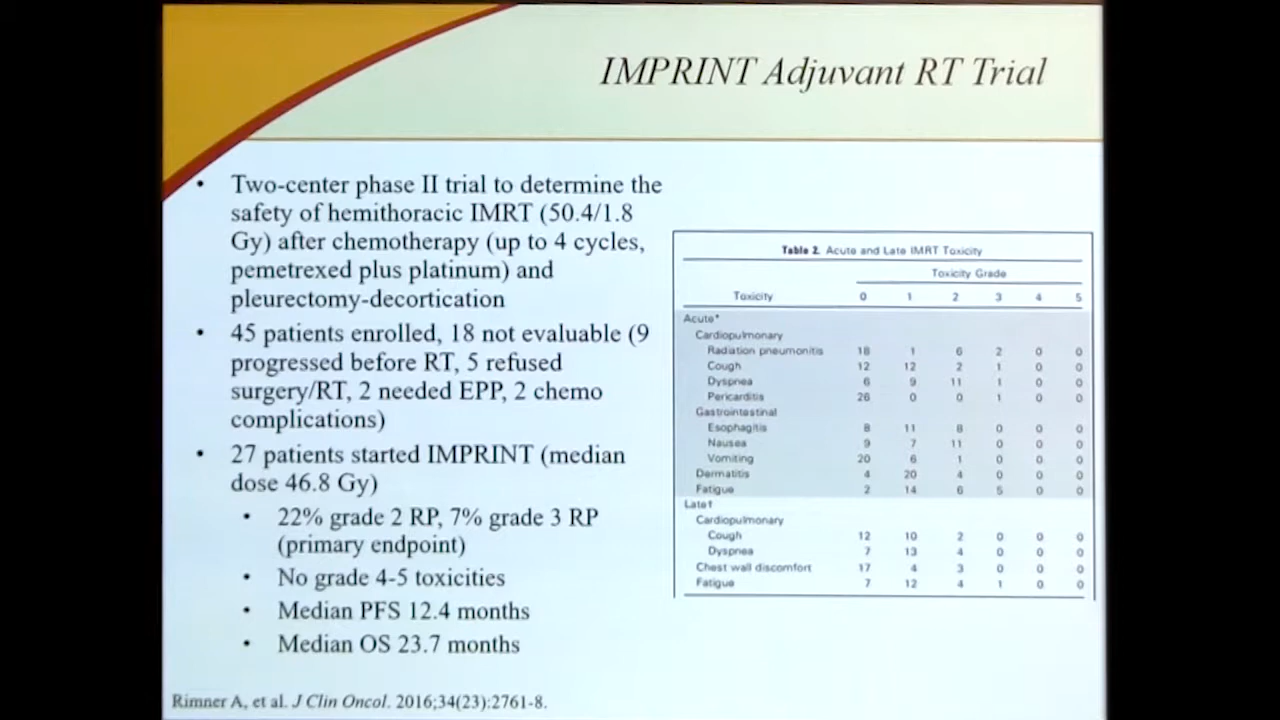 IMPRINT Adjuvant RT Trial
• Two-center phase II trial to determine the
safety of hemithoracic IMRT (50.4/1.8
Gy) after chemotherapy (up to 4 cycles,
pemetrexed plus platinum) and
pleurectomy-decortication
• 45 patients enrolled, 18 not evaluable (9
progressed before RT, 5 refused
surgery/RT, 2 needed EPP, 2 chemo
complications)
• 27 patients started IMPRINT (median
dose 46.8 Gy)
• 22% grade 2 RP, 7% grade 3 RP
(primary endpoint)
• No grade 4-5 toxicities
• Median PFS 12.4 months
• Median OS 23.7 months
Table 2. Acute and Late IMRT Toxicity
Toxicity Grade
Toxicity 0 1 2 3 4 5
Acute*
Cardiopulmonary
Radiation pneumonitis 18 1 6 2 0 0
Cough 12 12 2 1 0 0
Dyspnea 6 9 11 1 0 0
Pericarditis 26 0 0 1 0 0
Gastrointestinal
Esophagitis 8 11 8 0 0 0
Nausea 9 7 11 0 0 0
Vomiting 20 6 1 0 0 0
Dermatitis 4 20 4 0 0 0
Fatigue 2 14 6 5 0 0
Late†
Cardiopulmonary
Cough 12 10 2 0 0 0
Dyspnea 7 13 4 0 0 0
Chest wall discomfort 17 4 3 0 0 0
Fatigue 7 12 4 1 0 0
Rimner A, et al. J Clin Oncol. 2016;34(23):2761-8.